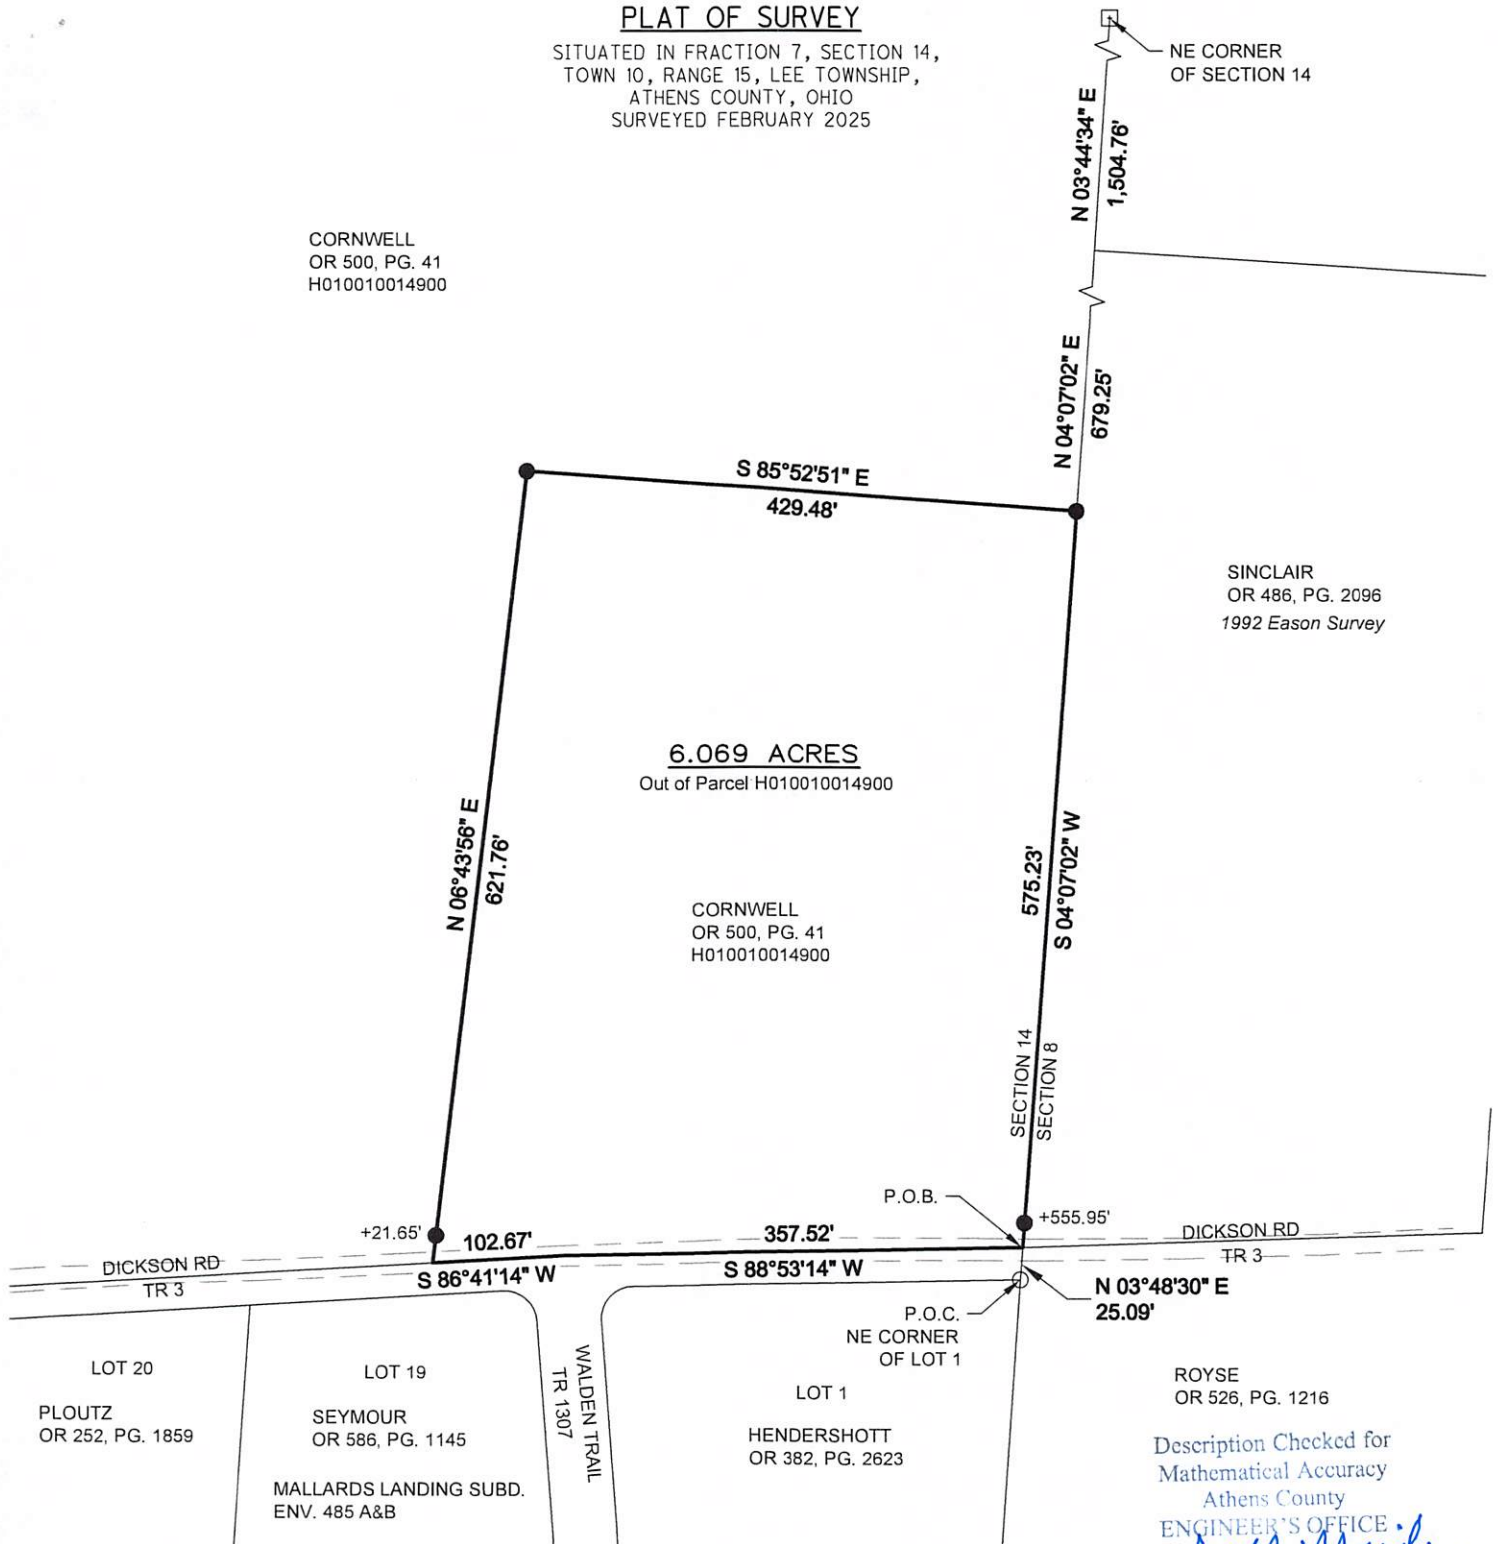 PLAT OF SURVEY
SITUATED IN FRACTION 7, SECTION 14,
TOWN 10, RANGE 15, LEE TOWNSHIP,
ATHENS COUNTY, OHIO
SURVEYED FEBRUARY 2025
NE CORNER
OF SECTION 14
N 03°44'34" E
1,504.76'
CORNWELL
OR 500, PG. 41
H010010014900
N 04°07'02" E
679.25'
S 85°52'51" E
429.48'
SINCLAIR
OR 486, PG. 2096
1992 Eason Survey
6.069 ACRES
Out of Parcel H010010014900
N 06°43'56" E
621.76'
575.23'
S 04°07'02" W
CORNWELL
OR 500, PG. 41
H010010014900
SECTION 14
SECTION 8
P.O.B.
+555.95'
+21.65'
102.67'
357.52'
DICKSON RD
TR 3
DICKSON RD
TR 3
S 86°41'14" W
S 88°53'14" W
N 03°48'30" E
25.09'
P.O.C.
NE CORNER
OF LOT 1
WALDEN TRAIL
TR 1307
LOT 20
PLOUTZ
OR 252, PG. 1859
LOT 19
SEYMOUR
OR 586, PG. 1145
MALLARDS LANDING SUBD.
ENV. 485 A&B
LOT 1
HENDERSHOTT
OR 382, PG. 2623
ROYSE
OR 526, PG. 1216
Description Checked for
Mathematical Accuracy
Athens County
ENGINEER'S OFFICE